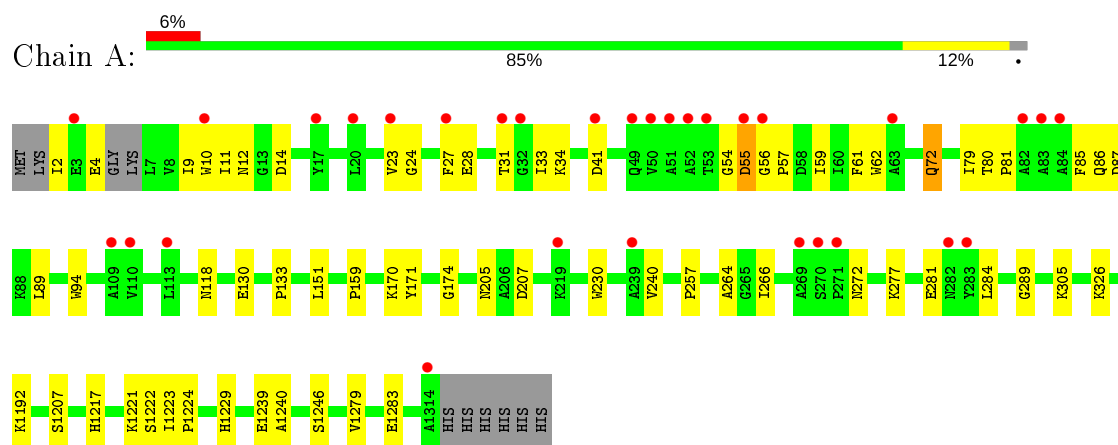 6%
Chain A:
85% 12%
MET LYS I2 E3 E4 GLY LYS L7 V8 I9 W10 I11 N12 G13 D14 Y17 L20 V23 G24 F27 E28 T31 G32 I33 K34 D41 Q49 V50 A51 A52 T53 G54 D55 G56 P57 D58 I59 I60 F61 W62 A63 Q72 I79 T80 P81 A82 A83 A84 F85 Q86 D87
K88 L89 W94 A109 V110 L113 N118 E130 P133 L151 P159 K170 Y171 G174 N205 A206 D207 K219 W230 A239 V240 P257 A264 G265 I266 A269 S270 P271 N272 K277 E281 N282 Y283 L284 G289 K305 K326
K1192 S1207 H1217 K1221 S1222 I1223 P1224 H1229 E1239 A1240 S1246 V1279 E1283 A1314 HIS HIS HIS HIS HIS HIS